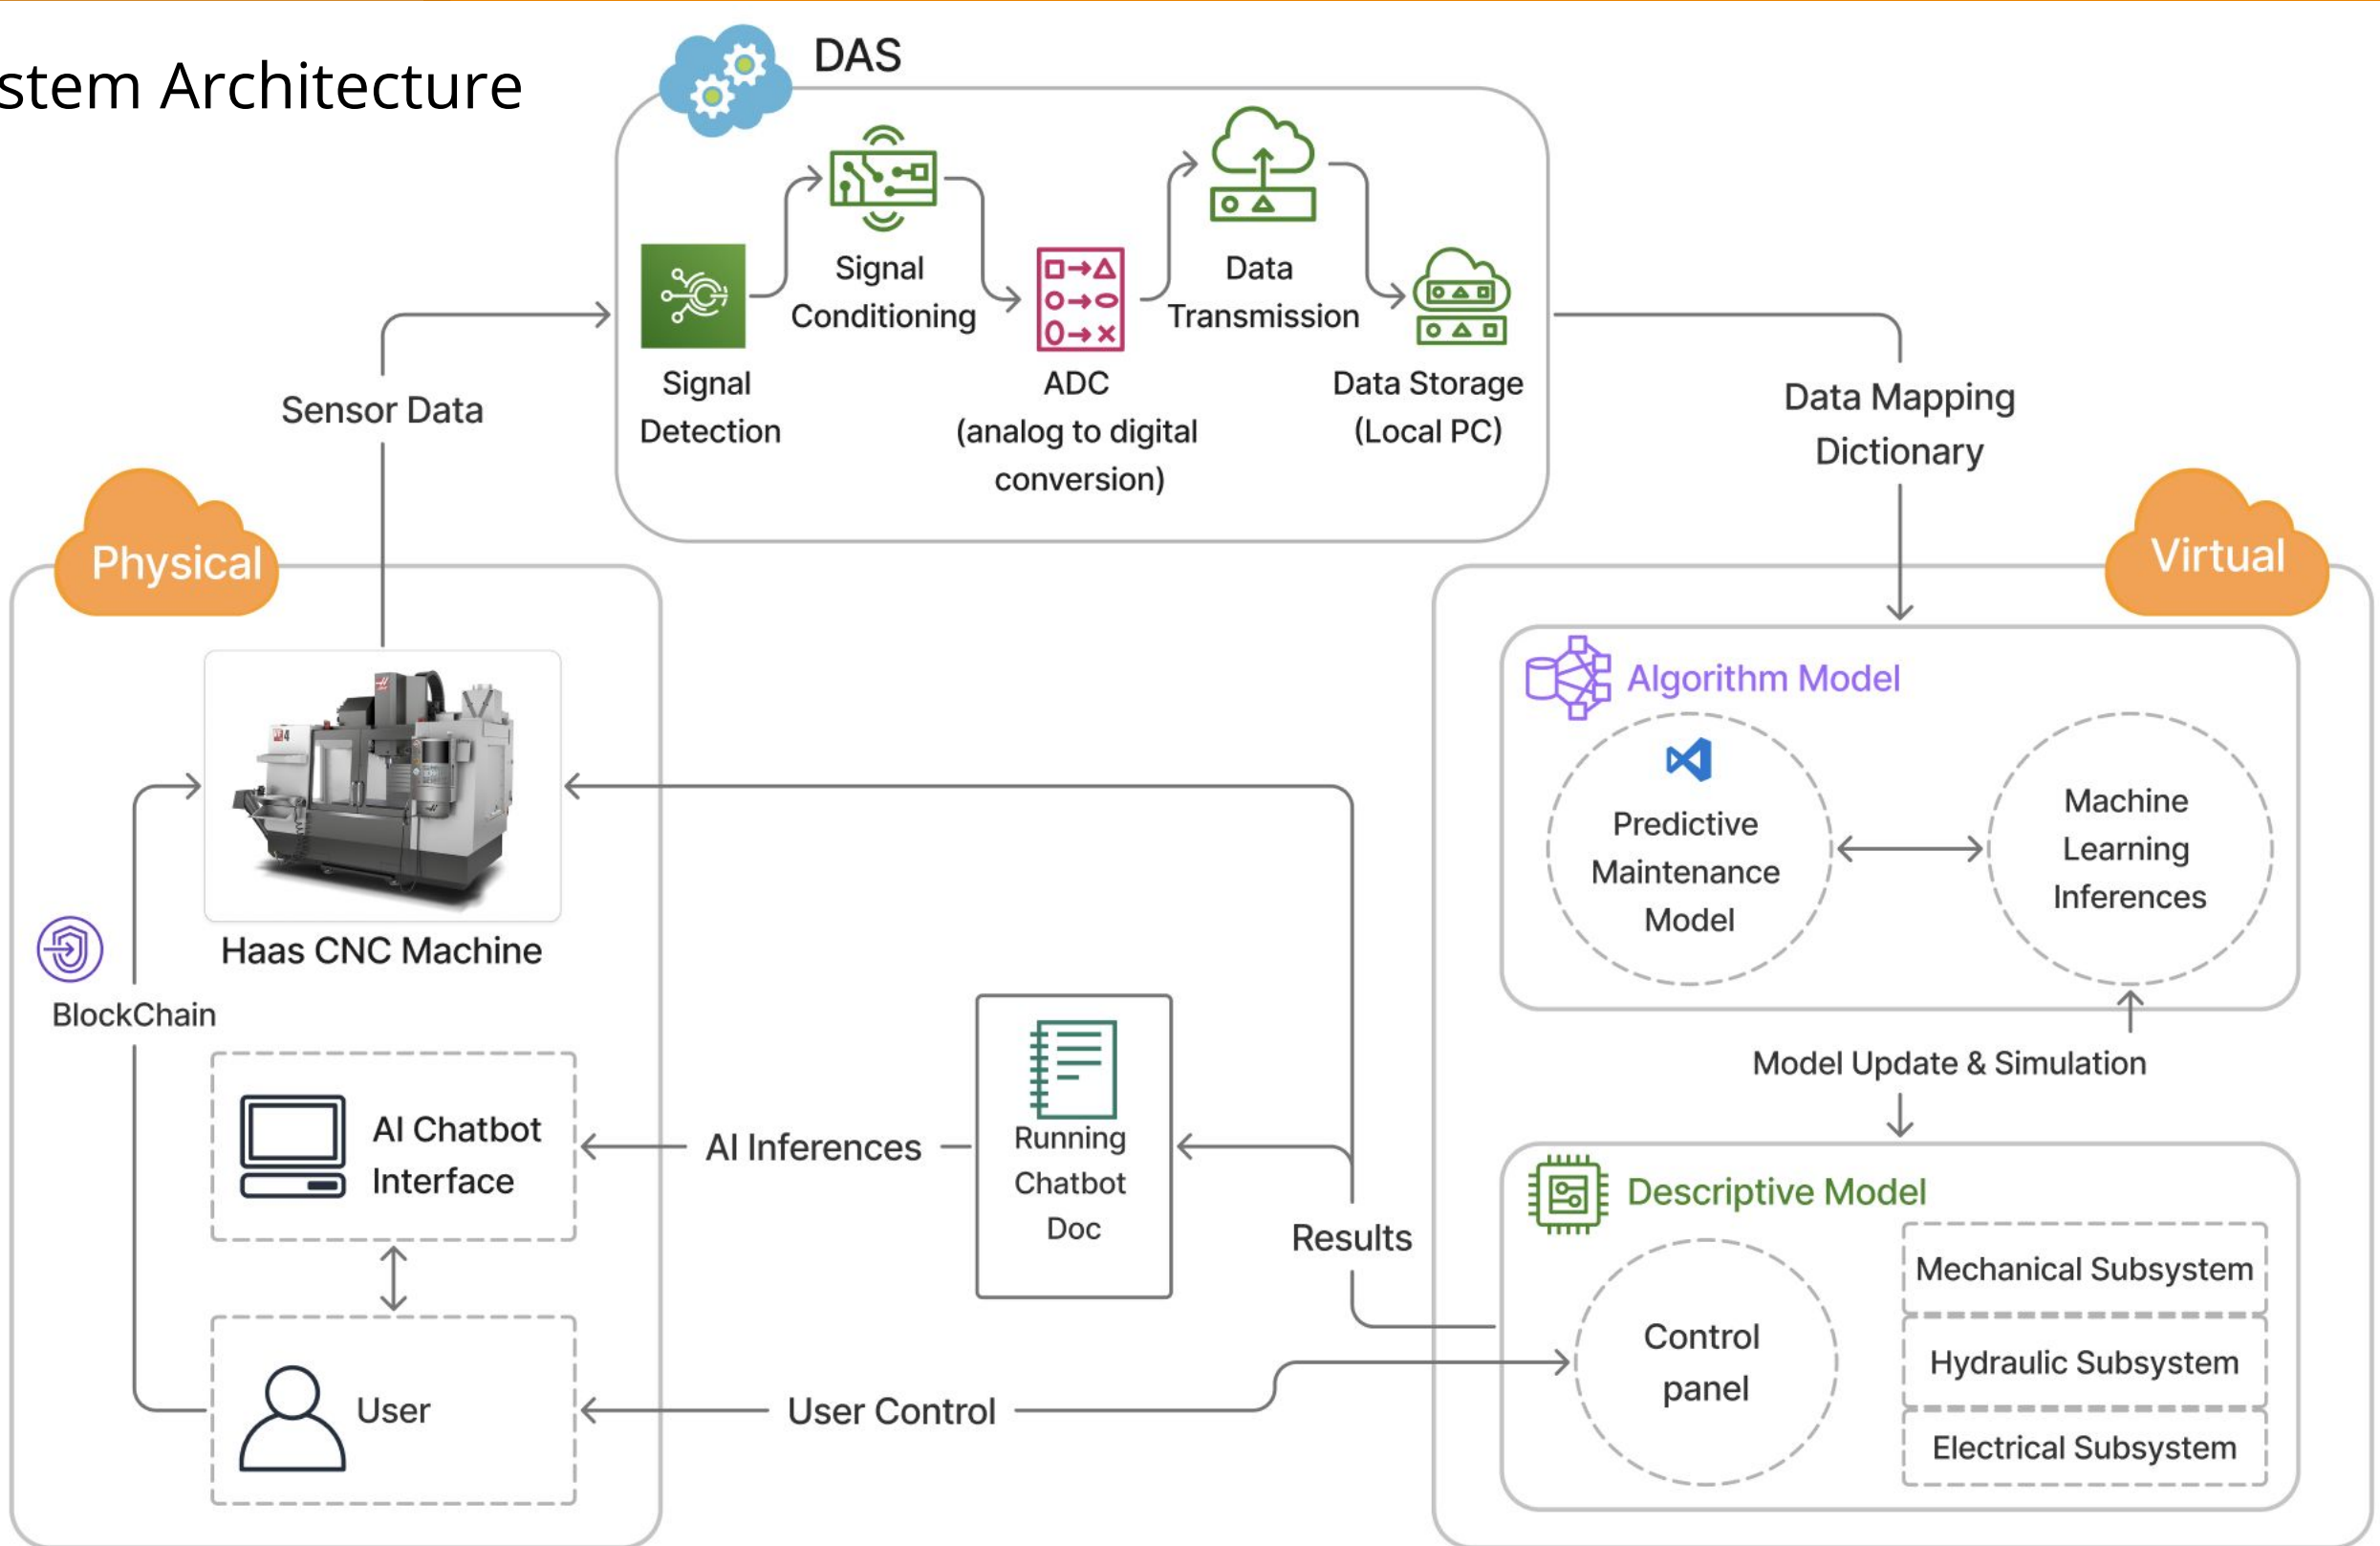 stem Architecture
DAS
Signal
Conditioning
Data
Transmission
Signal
Detection
ADC
(analog to digital
conversion)
Data Storage
(Local PC)
Sensor Data
Data Mapping
Dictionary
Physical
Virtual
Haas CNC Machine
BlockChain
AI Chatbot
Interface
User
AI Inferences
Running
Chatbot
Doc
Results
User Control
Algorithm Model
Predictive
Maintenance
Model
Machine
Learning
Inferences
Model Update & Simulation
Descriptive Model
Control
panel
Mechanical Subsystem
Hydraulic Subsystem
Electrical Subsystem